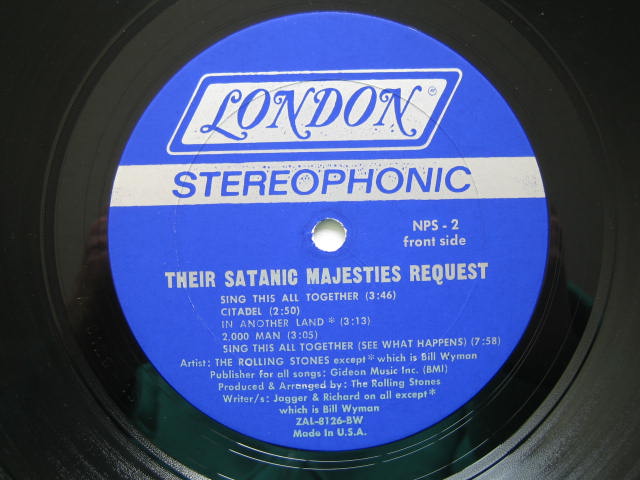 LONDON
®
STEREOPHONIC
NPS - 2
front side
THEIR SATANIC MAJESTIES REQUEST
SING THIS ALL TOGETHER (3:46)
CITADEL (2:50)
IN ANOTHER LAND * (3:13)
2,000 MAN (3:05)
SING THIS ALL TOGETHER (SEE WHAT HAPPENS) (7:58)
Artist: THE ROLLING STONES except * which is Bill Wyman
Publisher for all songs: Gideon Music Inc. (BMI)
Produced & Arranged by: The Rolling Stones
Writer/s: Jagger & Richard on all except*
which is Bill Wyman
ZAL-8126-BW
Made in U.S.A.